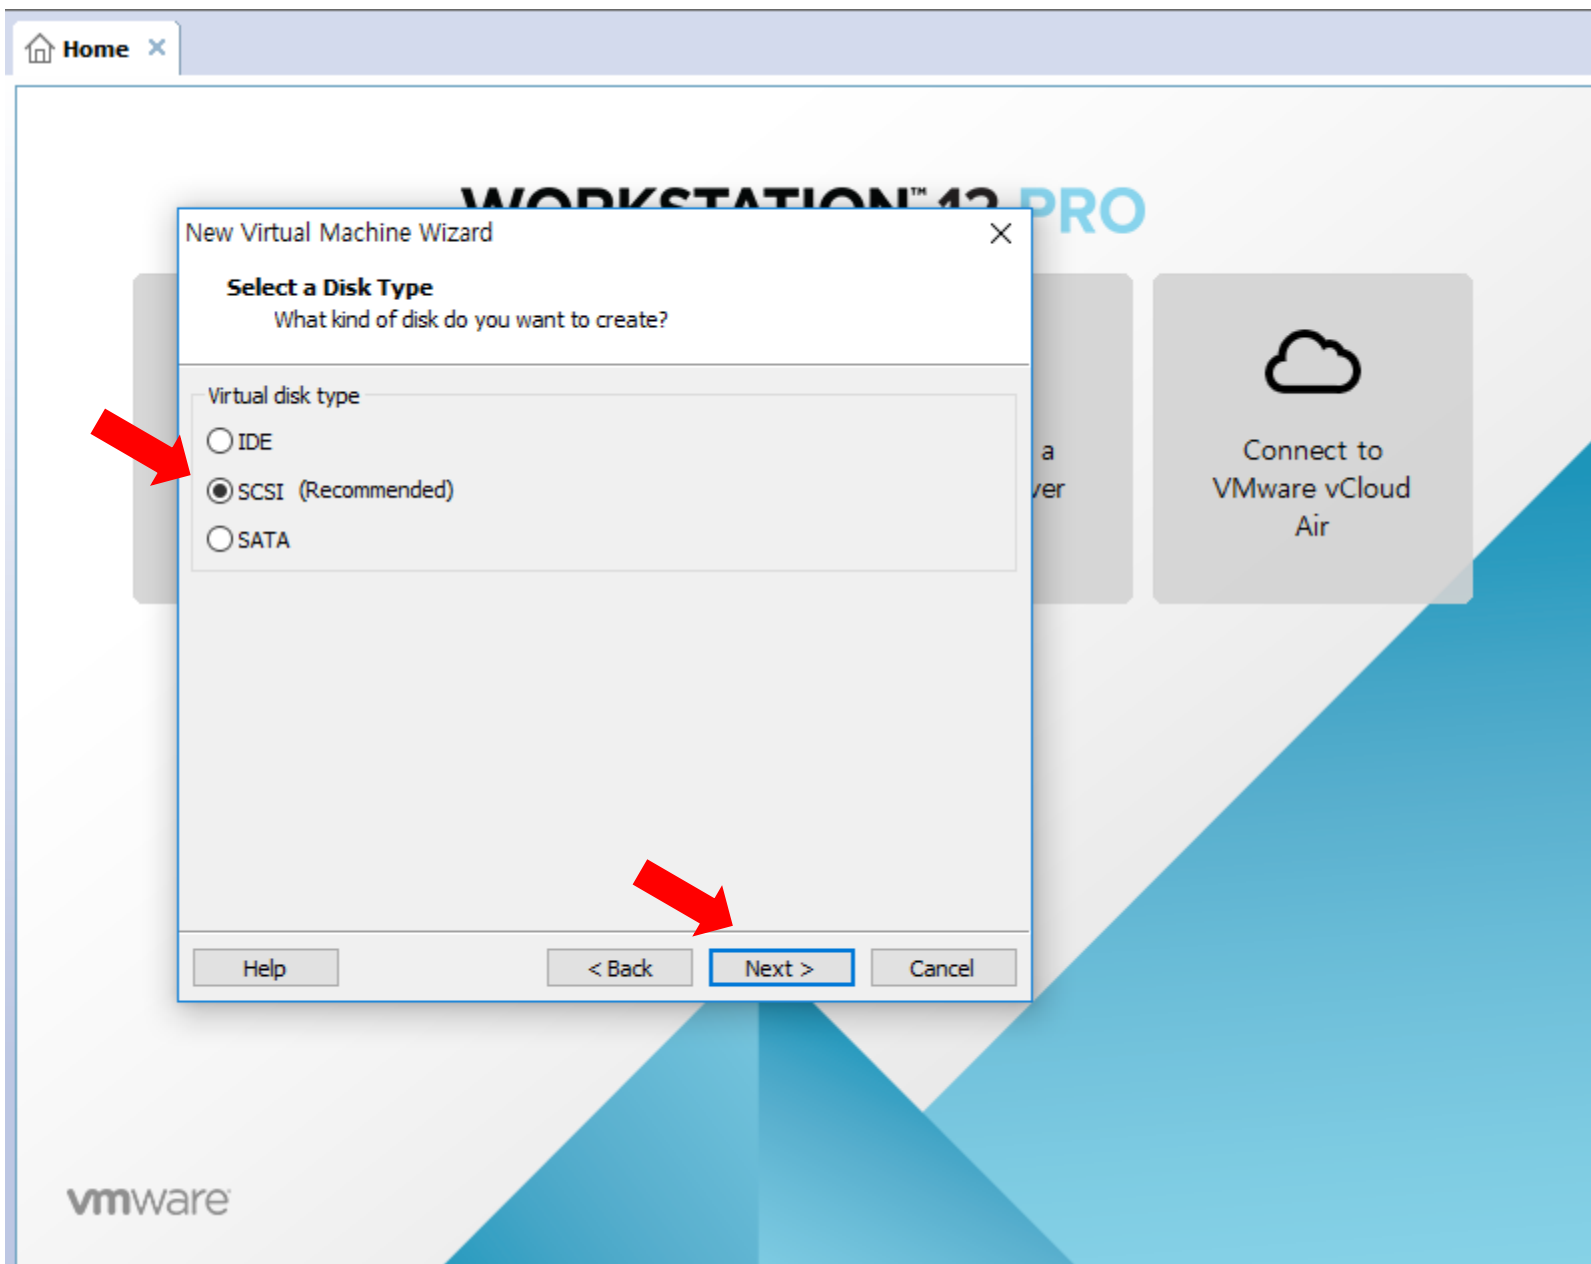 Home
WORKSTATION™ 12 PRO
New Virtual Machine Wizard
Select a Disk Type
What kind of disk do you want to create?
Virtual disk type
IDE
SCSI (Recommended)
SATA
a
ver
Connect to
VMware vCloud
Air
Help
< Back
Next >
Cancel
vmware